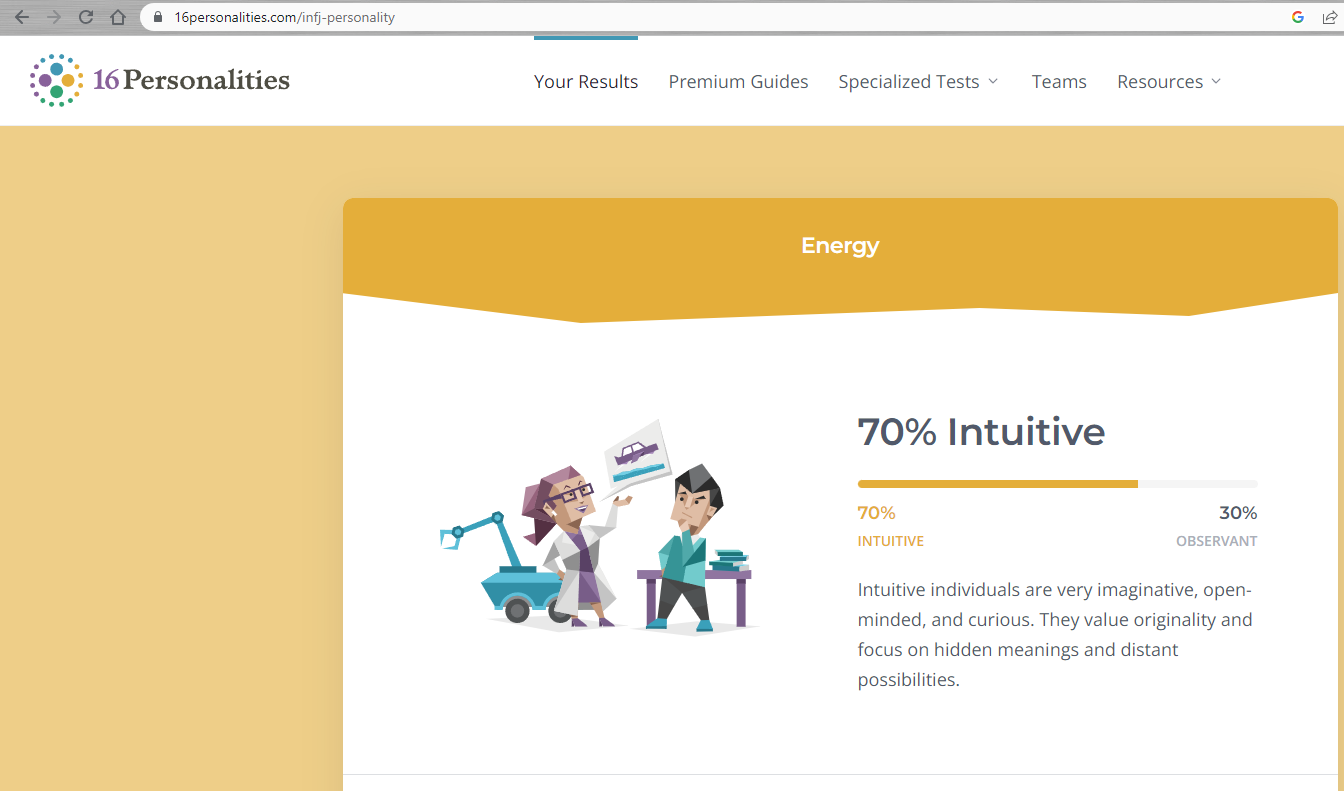 16personalities.com/infj-personality
16Personalities
Your Results Premium Guides Specialized Tests Teams Resources
Energy
70% Intuitive
70% 30%
INTUITIVE OBSERVANT
Intuitive individuals are very imaginative, open-
minded, and curious. They value originality and
focus on hidden meanings and distant
possibilities.